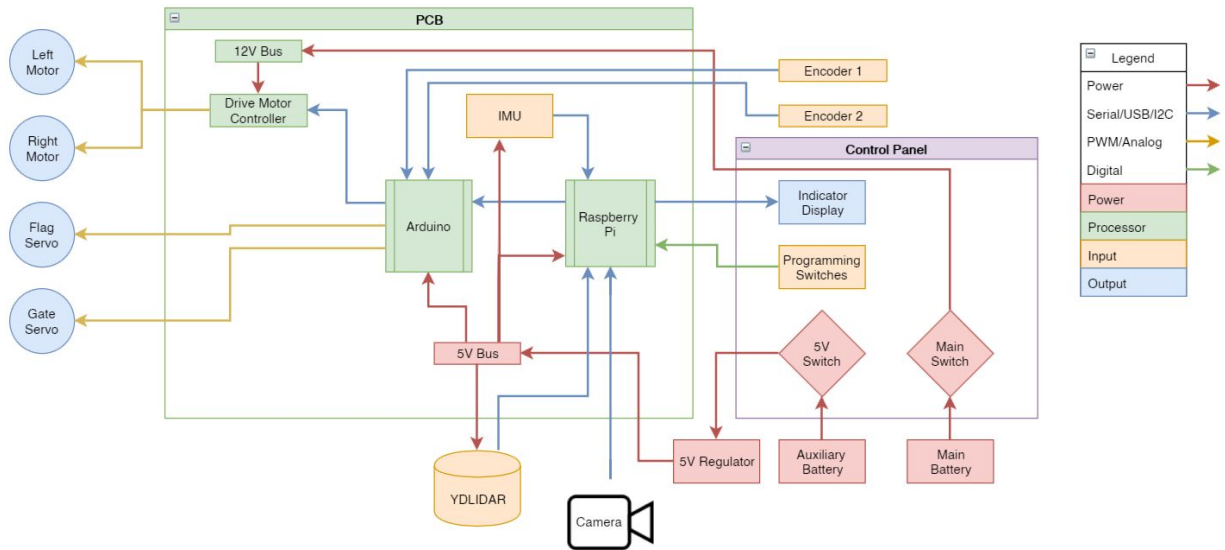 PCB
Left
Motor
12V Bus
Encoder 1
Legend
Drive Motor
Controller
IMU
Encoder 2
Power
Serial/USB/I2C
Right
Motor
Control Panel
PWM/Analog
Digital
Indicator
Display
Power
Flag
Servo
Arduino
Raspberry
Pi
Processor
Programming
Switches
Input
Output
Gate
Servo
5V Bus
5V
Switch
Main
Switch
5V Regulator
Auxiliary
Battery
Main
Battery
YDLIDAR
Camera